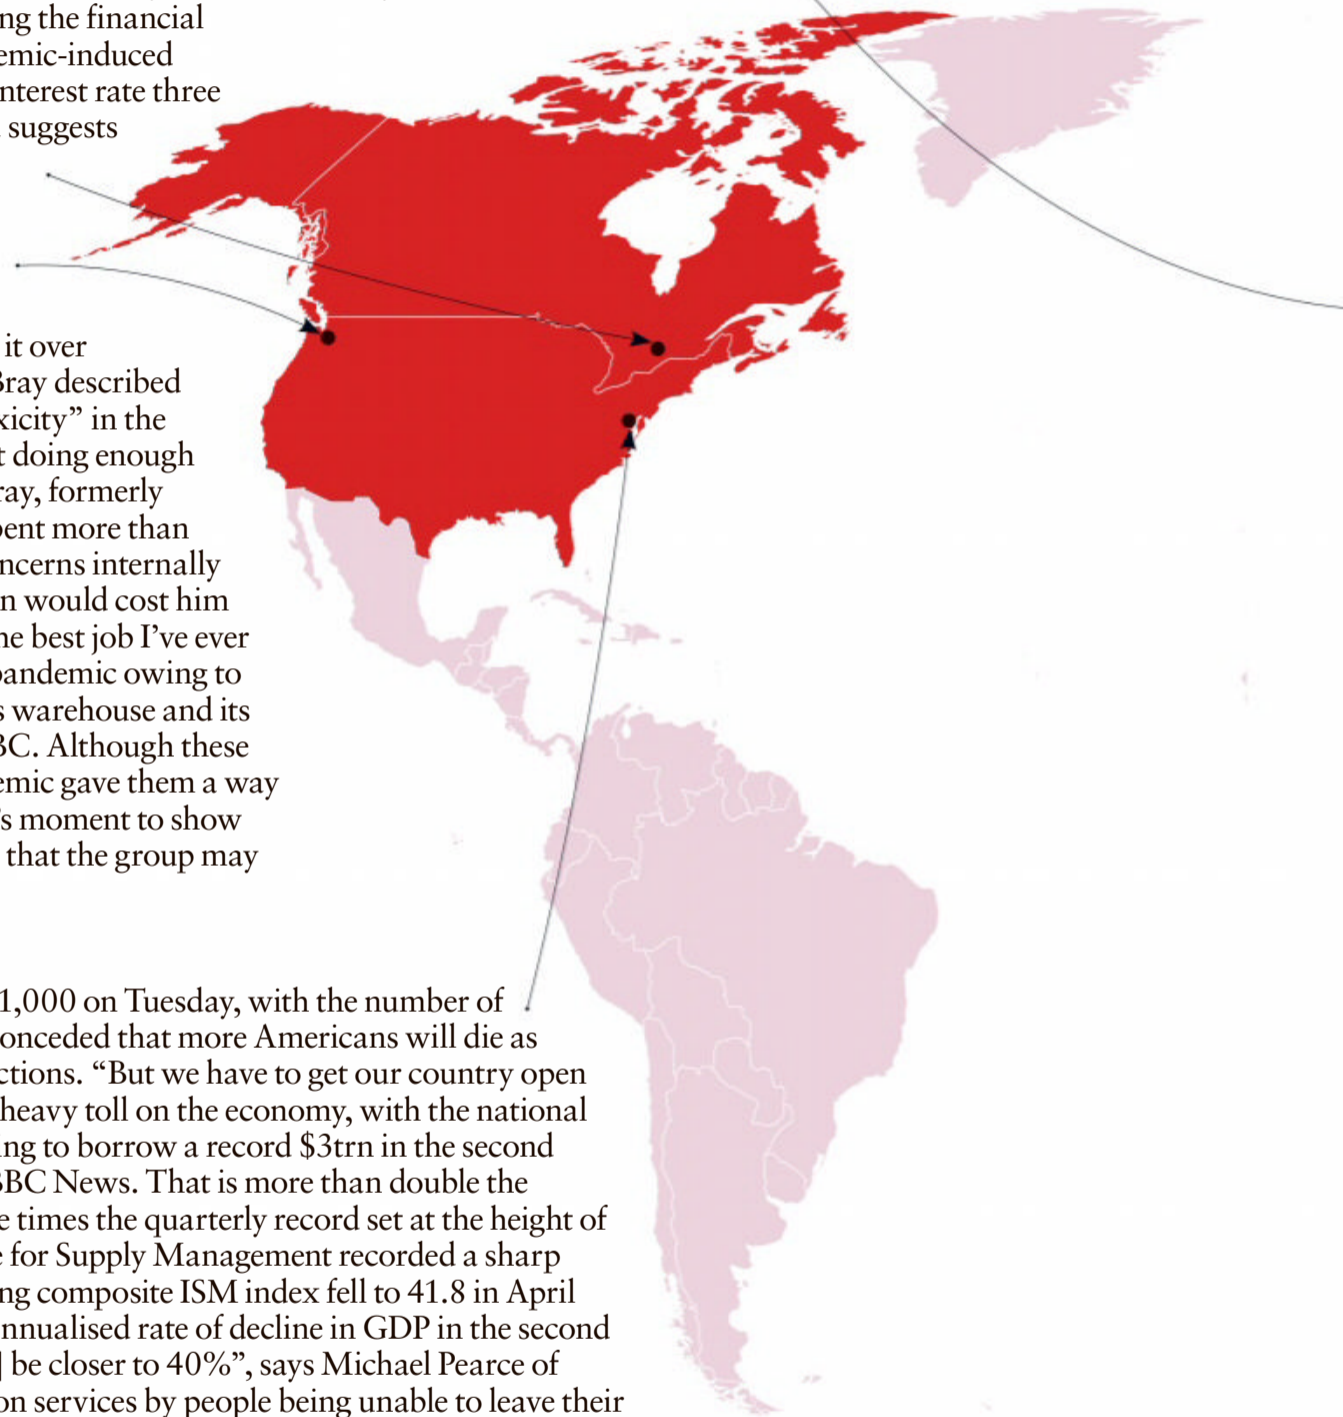 ng the financial
emic-induced
nterest rate three
suggests
it over
Bray described
xicity” in the
t doing enough
ray, formerly
pent more than
ncerns internally
n would cost him
he best job I’ve ever
pandemic owing to
s warehouse and its
BC. Although these
emic gave them a way
’s moment to show
that the group may
1,000 on Tuesday, with the number of
onceded that more Americans will die as
ctions. “But we have to get our country open
heavy toll on the economy, with the national
ing to borrow a record $3trn in the second
BBC News. That is more than double the
e times the quarterly record set at the height of
e for Supply Management recorded a sharp
ng composite ISM index fell to 41.8 in April
nnualised rate of decline in GDP in the second
] be closer to 40%”, says Michael Pearce of
on services by people being unable to leave their